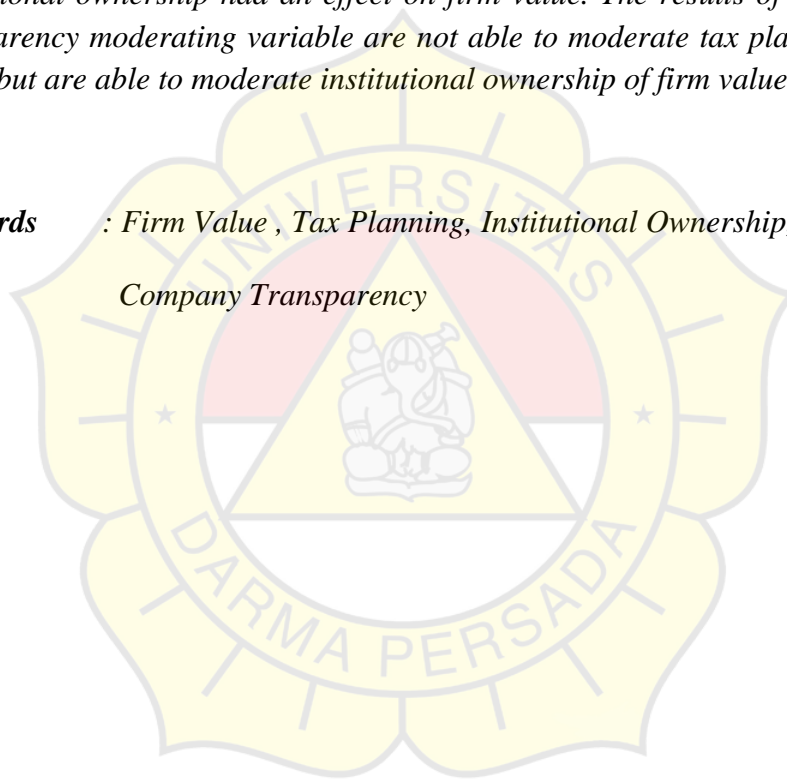 ional ownership had an effect on firm value. The results of
arency moderating variable are not able to moderate tax pla
but are able to moderate institutional ownership of firm value
rds : Firm Value , Tax Planning, Institutional Ownership,
Company Transparency
UNIVERSITAS
DARMA PERSADA